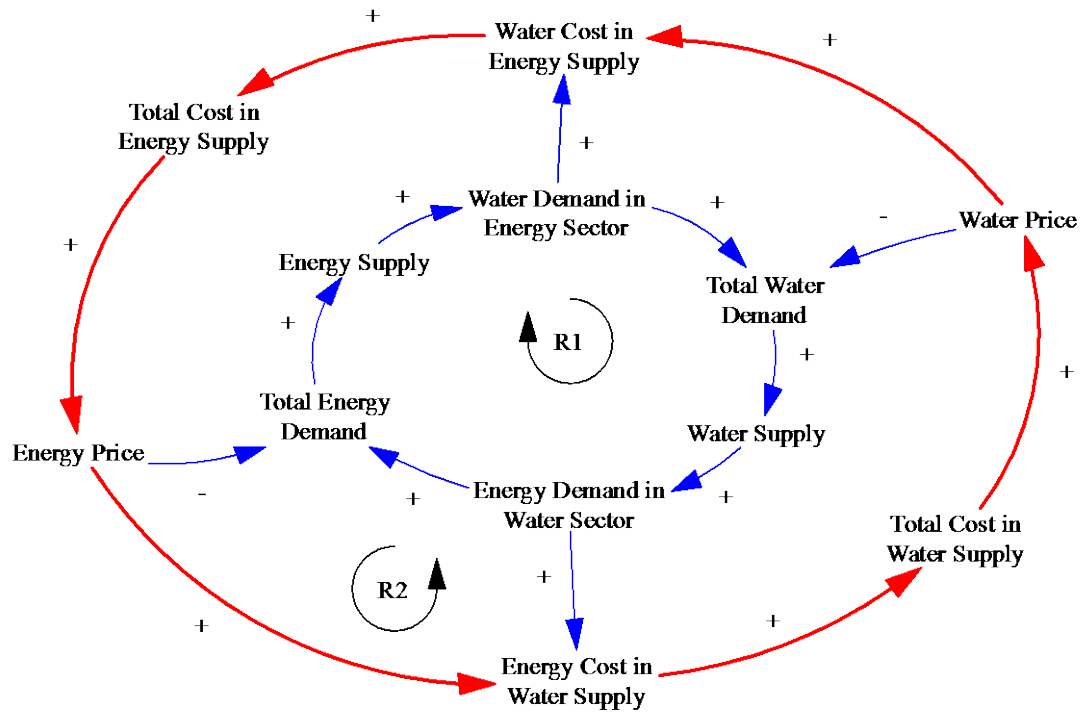 +
Water Cost in
Energy Supply
+
Total Cost in
Energy Supply
+
+
Water Demand in
Energy Sector
+
-
Water Price
+
Energy Supply
Total Water
Demand
+
R1
+
+
Total Energy
Demand
Water Supply
Energy Price
-
+
Energy Demand in
Water Sector
+
Total Cost in
Water Supply
R2
+
+
+
Energy Cost in
Water Supply